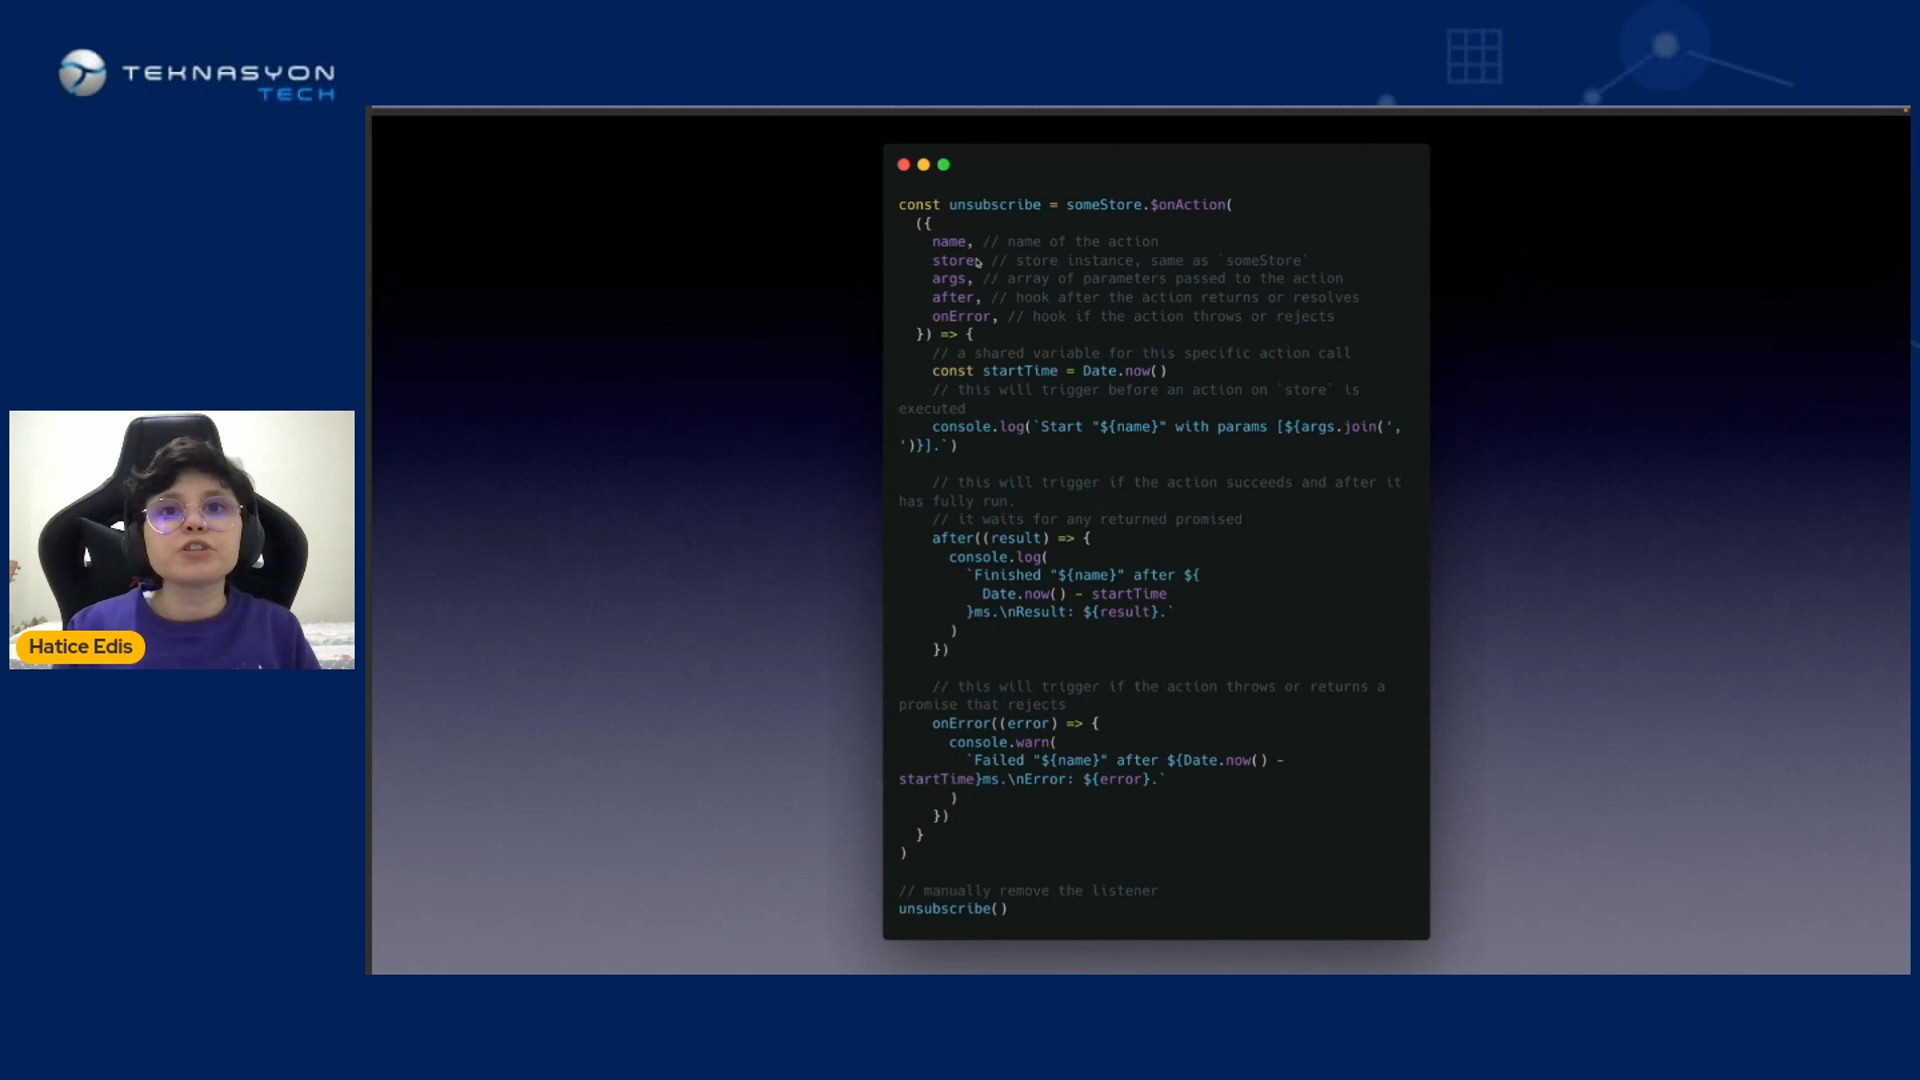 TEKNASYON
TECH
const unsubscribe = someStore.$onAction(
({
name, // name of the action
store, // store instance, same as `someStore`
args, // array of parameters passed to the action
after, // hook after the action returns or resolves
onError, // hook if the action throws or rejects
}) => {
// a shared variable for this specific action call
const startTime = Date.now()
// this will trigger before an action on `store` is
executed
console.log(`Start "${name}" with params [${args.join(',
')}].`)
// this will trigger if the action succeeds and after it
has fully run.
// it waits for any returned promised
after((result) => {
console.log(
`Finished "${name}" after ${
Date.now() - startTime
}ms.\nResult: ${result}.`
)
})
// this will trigger if the action throws or returns a
promise that rejects
onError((error) => {
console.warn(
`Failed "${name}" after ${Date.now() -
startTime}ms.\nError: ${error}.`
)
})
}
)
// manually remove the listener
unsubscribe()
Hatice Edis